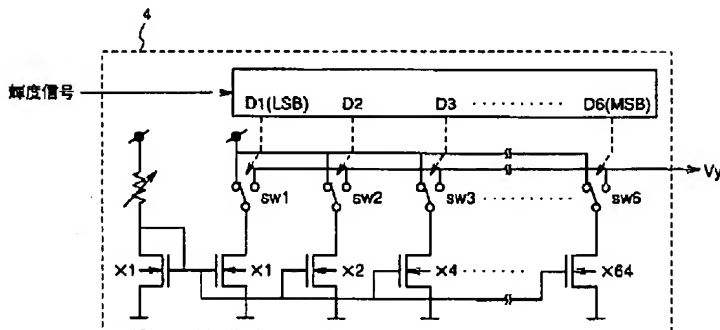 4
輝度信号
D1(LSB) D2 D3 ········· D6(MSB)
Vy
sw1 sw2 sw3 ········· sw6
×1 ×1 ×2 ×4 ······ ×64